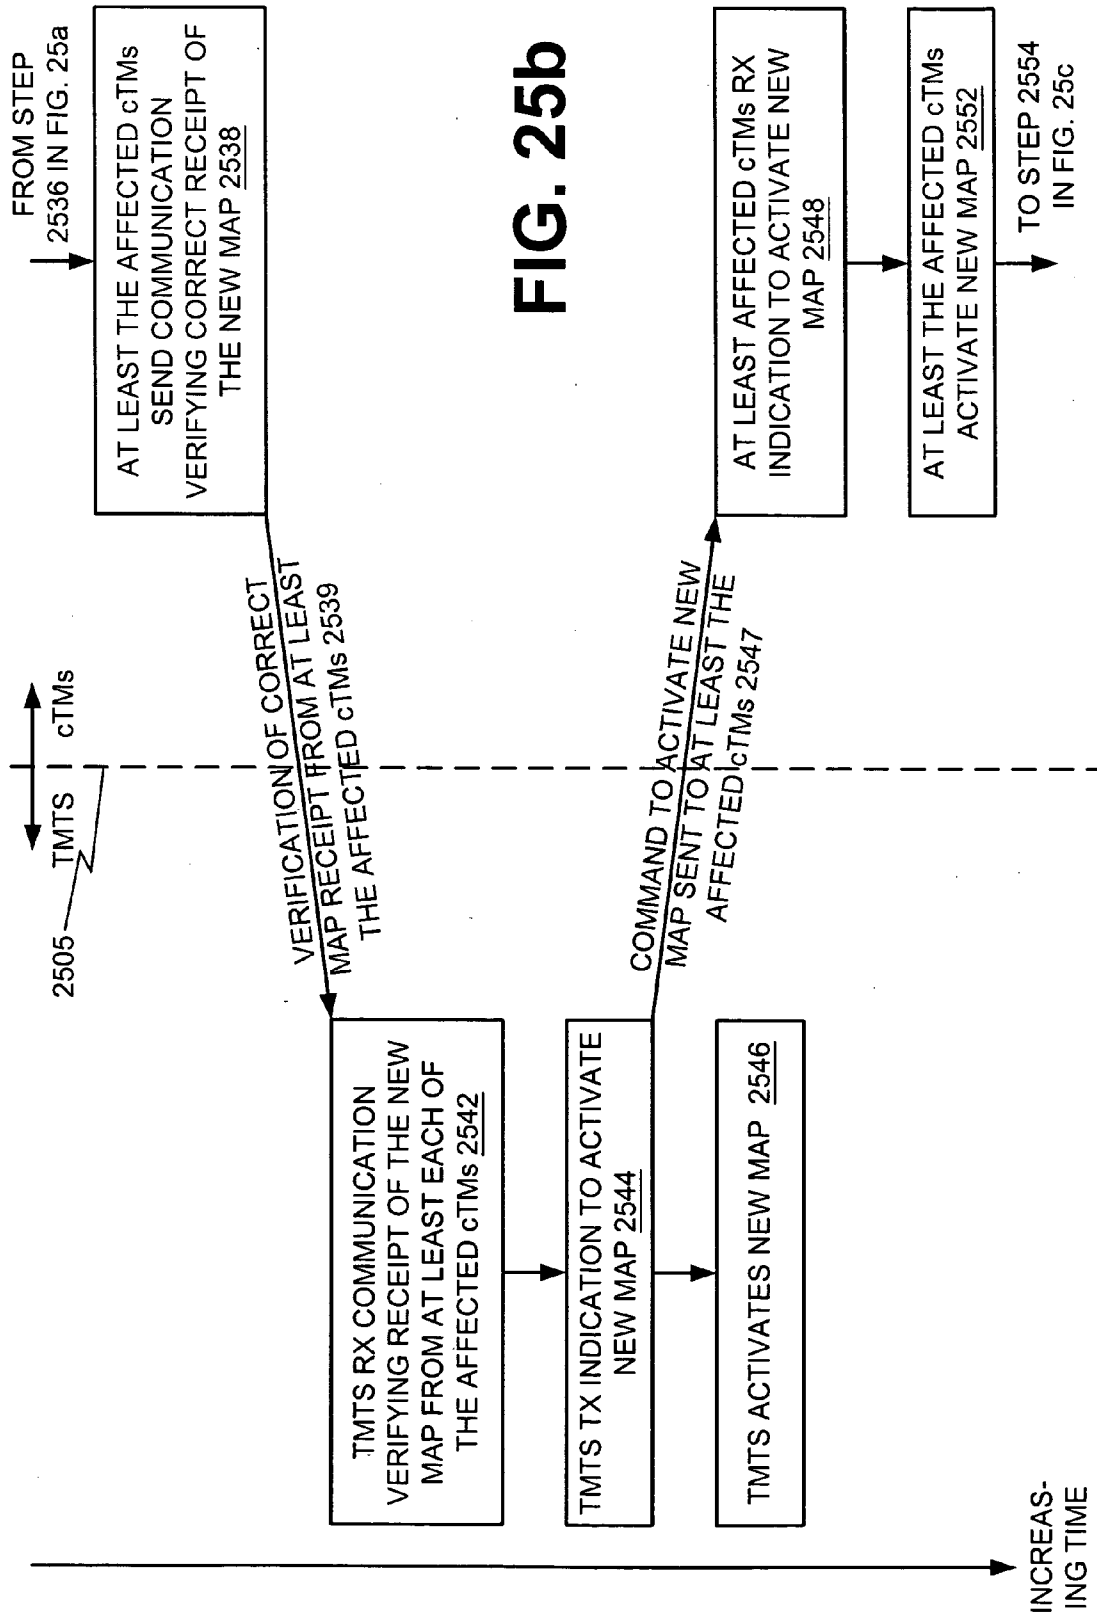 FROM STEP
2536 IN FIG. 25a
2505
TMTS
cTMs
AT LEAST THE AFFECTED cTMs
SEND COMMUNICATION
VERIFYING CORRECT RECEIPT OF
THE NEW MAP 2538
VERIFICATION OF CORRECT
MAP RECEIPT FROM AT LEAST
THE AFFECTED cTMs 2539
TMTS RX COMMUNICATION
VERIFYING RECEIPT OF THE NEW
MAP FROM AT LEAST EACH OF
THE AFFECTED cTMs 2542
FIG. 25b
TMTS TX INDICATION TO ACTIVATE
NEW MAP 2544
COMMAND TO ACTIVATE NEW
MAP SENT TO AT LEAST THE
AFFECTED cTMs 2547
TMTS ACTIVATES NEW MAP 2546
AT LEAST AFFECTED cTMs RX
INDICATION TO ACTIVATE NEW
MAP 2548
AT LEAST THE AFFECTED cTMs
ACTIVATE NEW MAP 2552
TO STEP 2554
IN FIG. 25c
INCREAS-
ING TIME